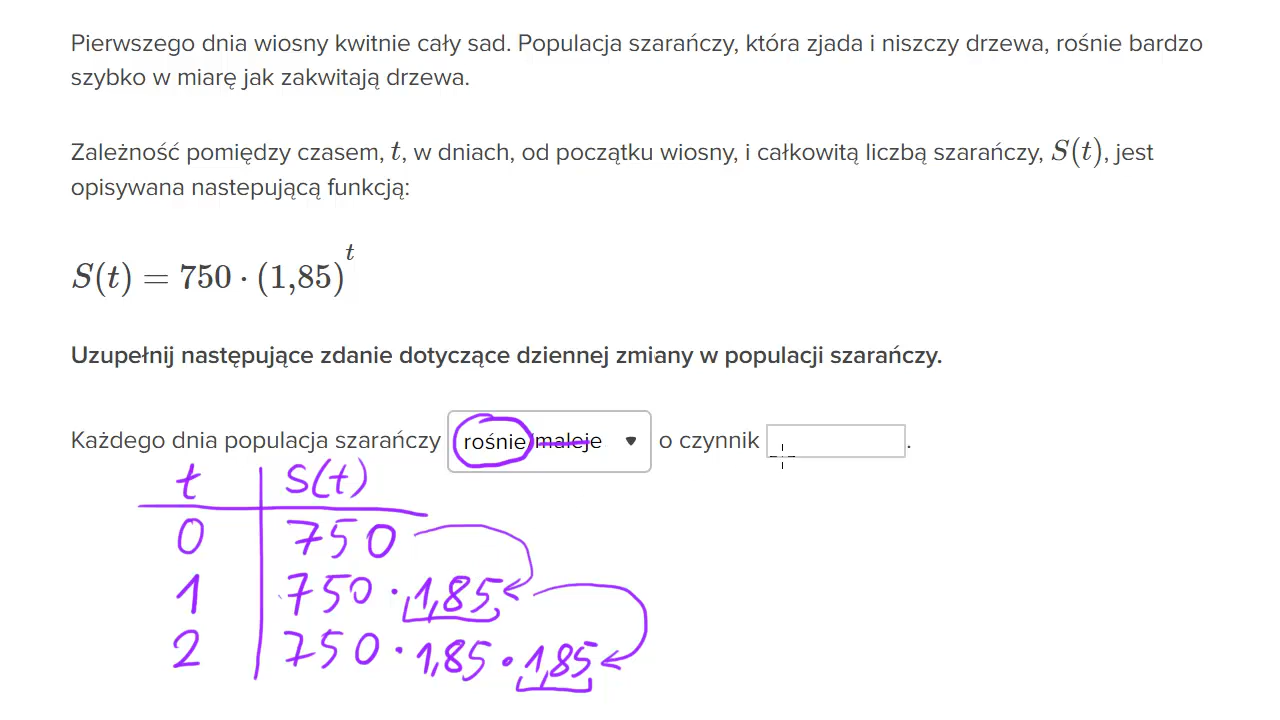 Pierwszego dnia wiosny kwitnie cały sad. Populacja szarańczy, która zjada i niszczy drzewa, rośnie bardzo
szybko w miarę jak zakwitają drzewa.
Zależność pomiędzy czasem, t, w dniach, od początku wiosny, i całkowitą liczbą szarańczy, S(t), jest
opisywana nastepującą funkcją:
S(t) = 750 · (1,85)^t
Uzupełnij następujące zdanie dotyczące dziennej zmiany w populacji szarańczy.
Każdego dnia populacja szarańczy rośnie/maleje ▼ o czynnik .
t S(t)
0 750
1 750 · 1,85
2 750 · 1,85 · 1,85